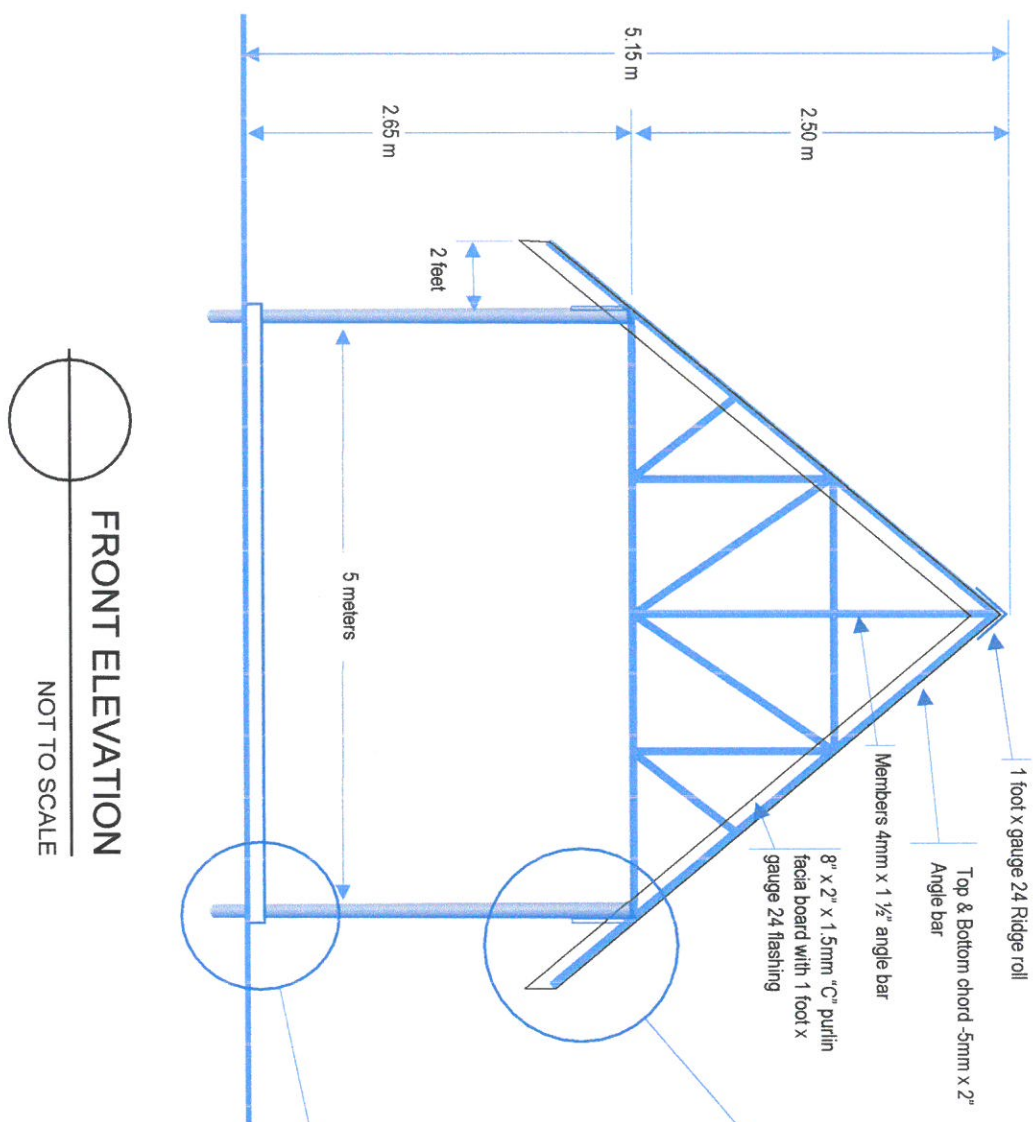 1 foot x gauge 24 Ridge roll
Top & Bottom chord -5mm x 2"
Angle bar
Members 4mm x 1 ½" angle bar
8" x 2" x 1.5mm "C" purlin
facia board with 1 foot x
gauge 24 flashing
2.50 m
5.15 m
2.65 m
2 feet
5 meters
FRONT ELEVATION
NOT TO SCALE